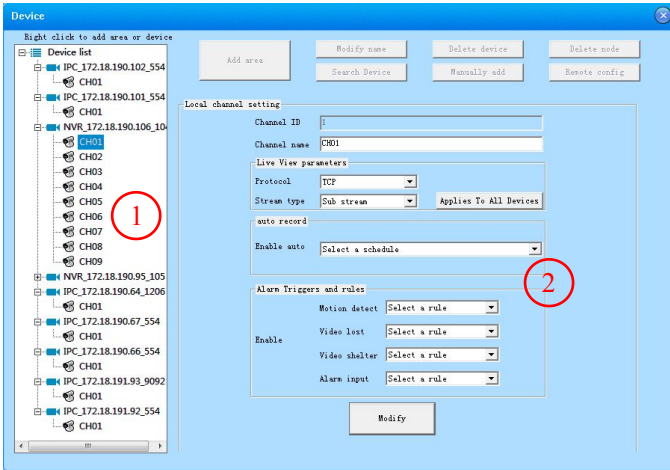 Device
Right click to add area or device
Device list
IPC_172.18.190.102_554
CH01
IPC_172.18.190.101_554
CH01
NVR_172.18.190.106_10
CH01
CH02
CH03
CH04
CH05
CH06
CH07
CH08
CH09
NVR_172.18.190.95_105
IPC_172.18.190.64_1206
CH01
IPC_172.18.190.67_554
CH01
IPC_172.18.190.66_554
CH01
IPC_172.18.191.93_9092
CH01
IPC_172.18.191.92_554
CH01
1
Add area
Modify name
Delete device
Delete node
Search Device
Manually add
Remote config
Local channel setting
Channel ID 1
Channel name CH01
Live View parameters
Protocol TCP
Stream type Sub stream Applies To All Devices
auto record
Enable auto Select a schedule
2
Alarm Triggers and rules
Enable
Motion detect Select a rule
Video lost Select a rule
Video shelter Select a rule
Alarm input Select a rule
Modify